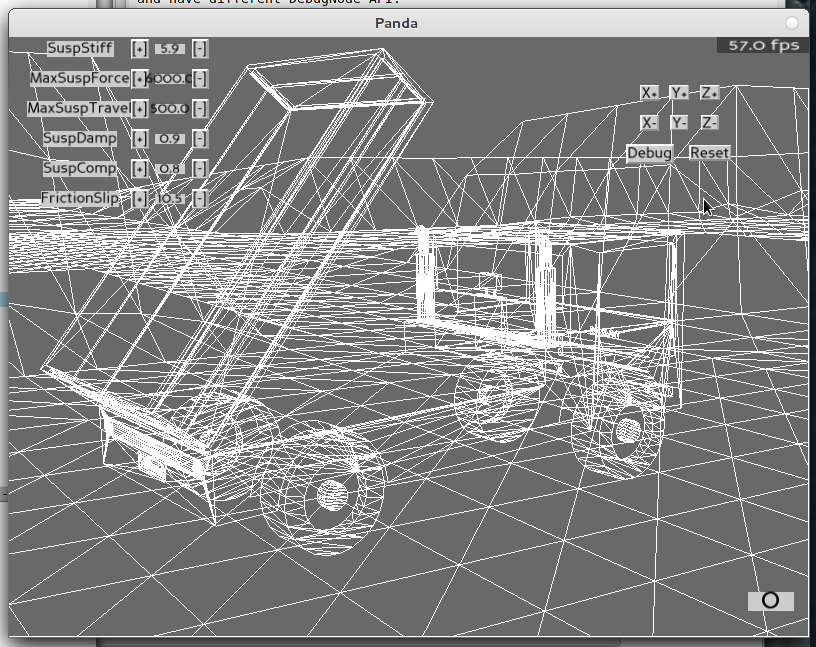 and have different DebugNode API.
Panda
57.0 fps
SuspStiff [+] 5.9 [-]
MaxSuspForce [+] 6000.0 [-]
MaxSuspTravel [+] 500.0 [-]
SuspDamp [+] 0.9 [-]
SuspComp [+] 0.8 [-]
FrictionSlip [+] 10.5 [-]
X+ Y+ Z+
X- Y- Z-
Debug Reset
O